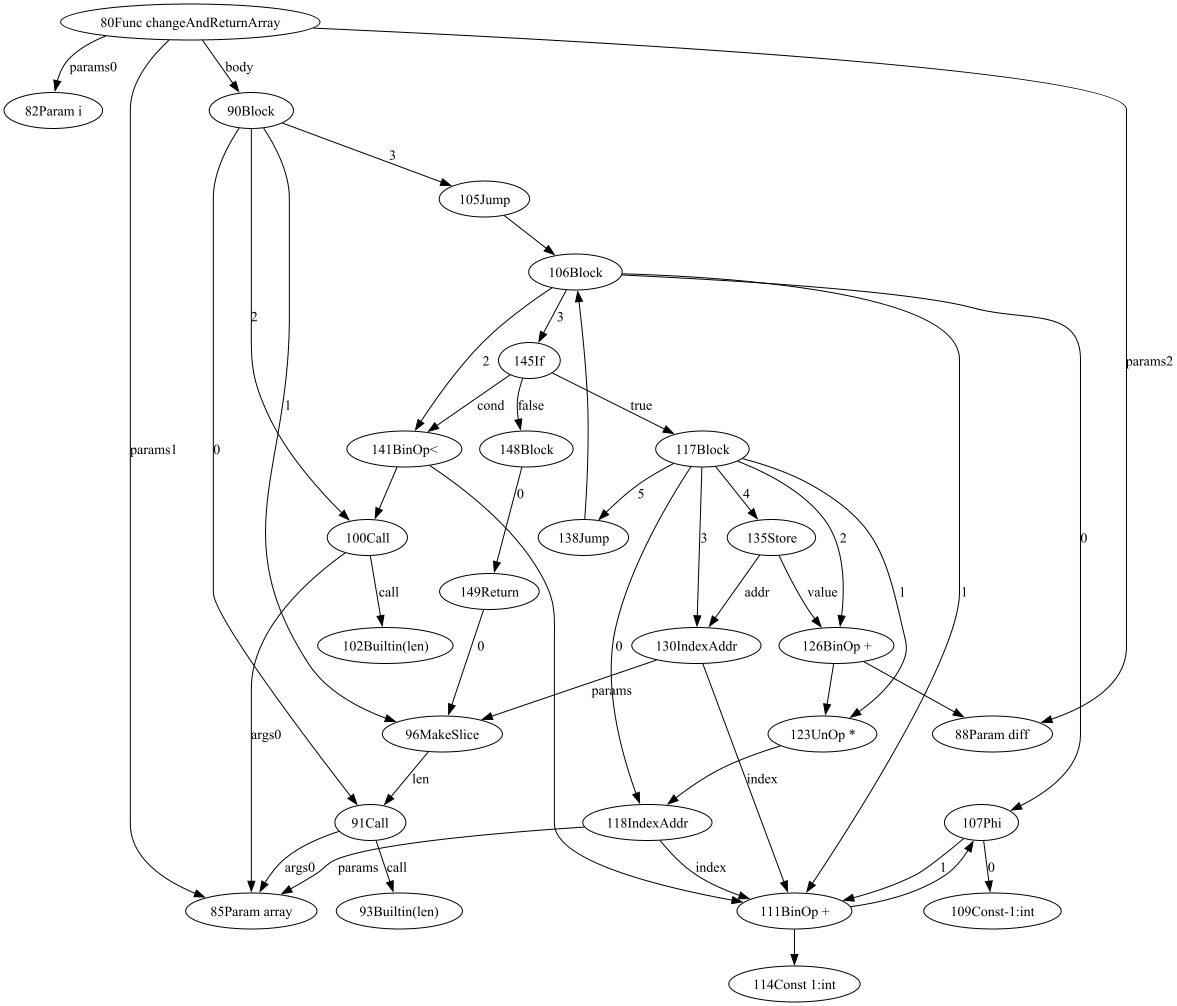 80Func changeAndReturnArray
params0
body
82Param i
90Block
3
105Jump
106Block
2
3
params2
145If
1
cond
false
true
params1
0
141BinOp<
148Block
117Block
0
5
4
100Call
138Jump
3
135Store
2
0
call
149Return
addr
value
1
1
102Builtin(len)
0
0
130IndexAddr
126BinOp +
params
args0
96MakeSlice
123UnOp *
88Param diff
len
index
91Call
118IndexAddr
107Phi
args0
call
params
index
1
0
85Param array
93Builtin(len)
111BinOp +
109Const-1:int
114Const 1:int